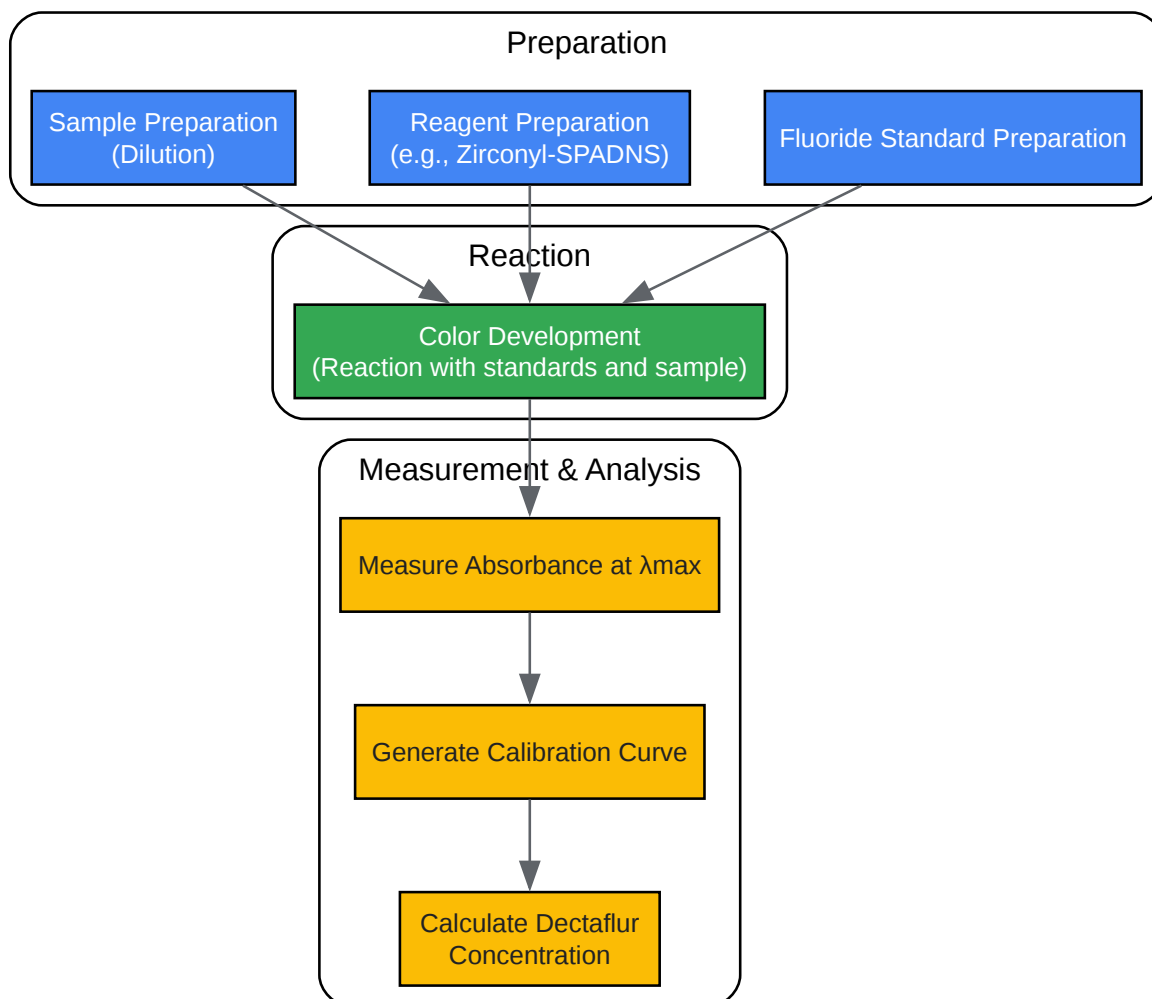 Preparation
Sample Preparation
(Dilution)
Reagent Preparation
(e.g., Zirconyl-SPADNS)
Fluoride Standard Preparation
Reaction
Color Development
(Reaction with standards and sample)
Measurement & Analysis
Measure Absorbance at λmax
Generate Calibration Curve
Calculate Dectaflur
Concentration